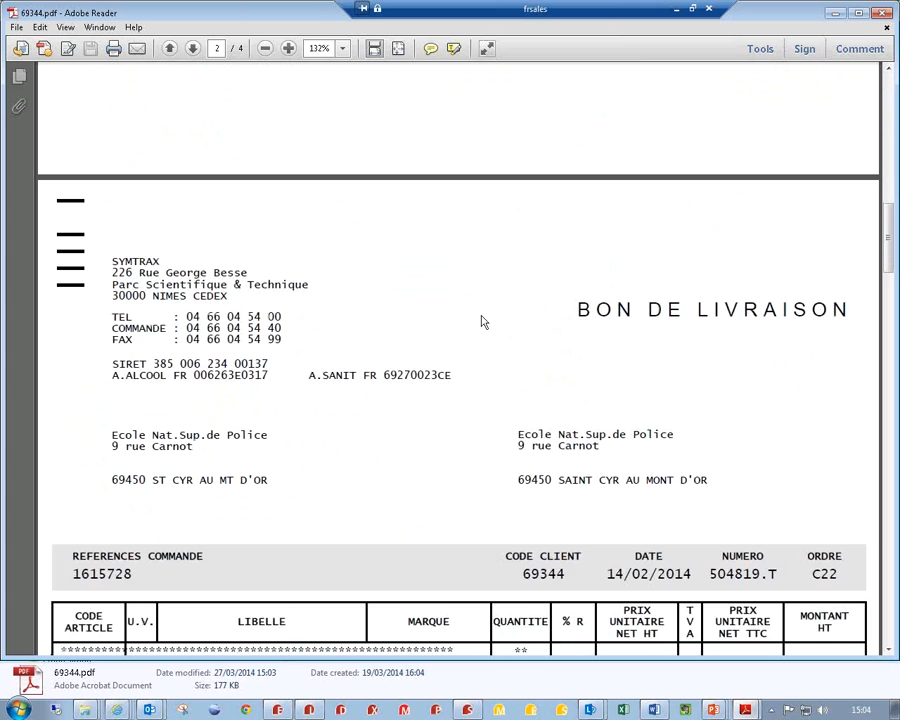 69344.pdf - Adobe Reader
frsales
File Edit View Window Help
2 / 4 132% Tools Sign Comment
SYMTRAX
226 Rue George Besse
Parc Scientifique & Technique
30000 NIMES CEDEX
BON DE LIVRAISON
TEL : 04 66 04 54 00
COMMANDE : 04 66 04 54 40
FAX : 04 66 04 54 99
SIRET 385 006 234 00137
A.ALCOOL FR 006263E0317 A.SANIT FR 69270023CE
Ecole Nat.Sup.de Police
9 rue Carnot
69450 ST CYR AU MT D'OR
Ecole Nat.Sup.de Police
9 rue Carnot
69450 SAINT CYR AU MONT D'OR
REFERENCES COMMANDE CODE CLIENT DATE NUMERO ORDRE
1615728 69344 14/02/2014 504819.T C22
CODE ARTICLE U.V. LIBELLE MARQUE QUANTITE % R PRIX UNITAIRE NET HT TVA PRIX UNITAIRE NET TTC MONTANT HT
69344.pdf Date modified: 27/03/2014 15:03 Date created: 19/03/2014 16:04
Adobe Acrobat Document Size: 177 KB
15:04